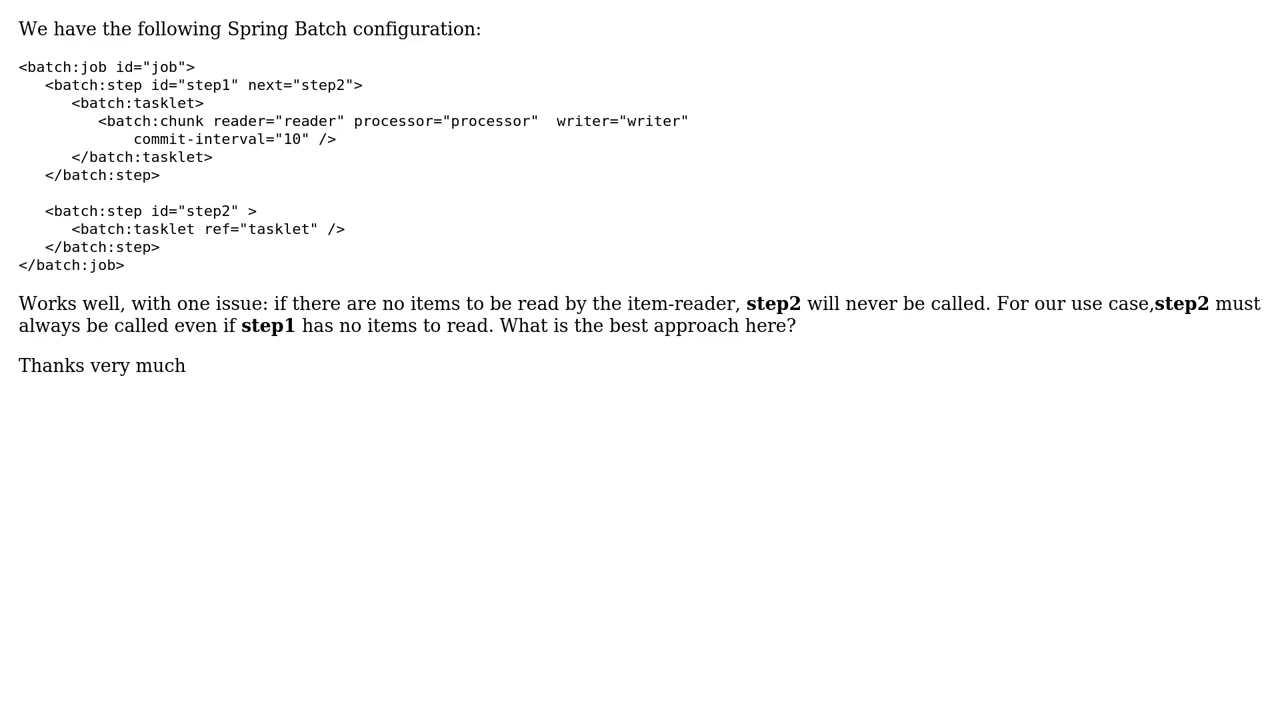 We have the following Spring Batch configuration:
<batch:job id="job">
   <batch:step id="step1" next="step2">
      <batch:tasklet>
         <batch:chunk reader="reader" processor="processor"  writer="writer"
             commit-interval="10" />
      </batch:tasklet>
   </batch:step>
   <batch:step id="step2" >
      <batch:tasklet ref="tasklet" />
   </batch:step>
</batch:job>
Works well, with one issue: if there are no items to be read by the item-reader, step2 will never be called. For our use case,step2 must
always be called even if step1 has no items to read. What is the best approach here?
Thanks very much